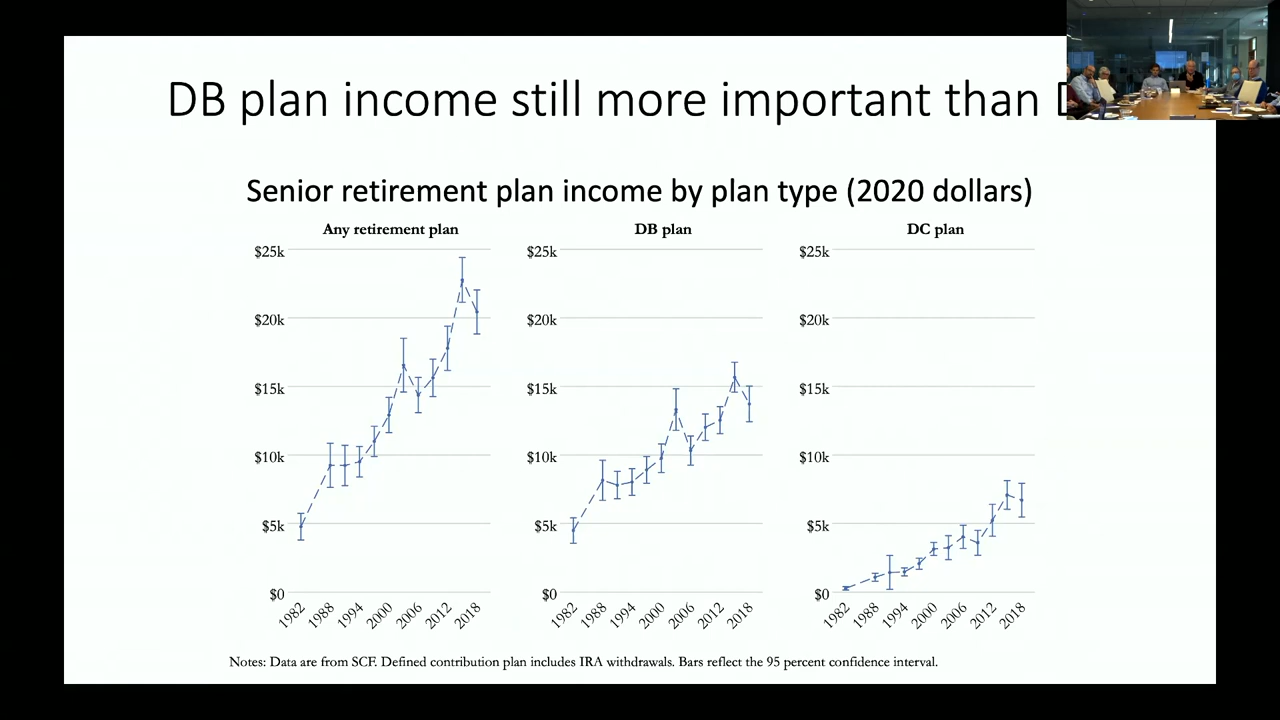 DB plan income still more important than
Senior retirement plan income by plan type (2020 dollars)
Any retirement plan
$25k
$20k
$15k
$10k
$5k
$0
1982
1988
1994
2000
2006
2012
2018
DB plan
$25k
$20k
$15k
$10k
$5k
$0
1982
1988
1994
2000
2006
2012
2018
DC plan
$25k
$20k
$15k
$10k
$5k
$0
1982
1988
1994
2000
2006
2012
2018
Notes: Data are from SCF. Defined contribution plan includes IRA withdrawals. Bars reflect the 95 percent confidence interval.